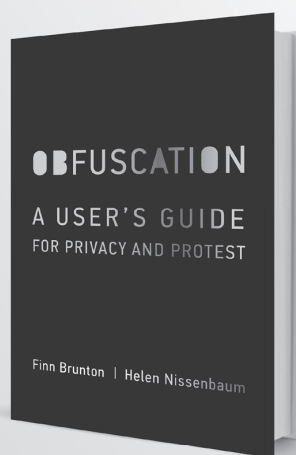 OBFUSCATION
A USER'S GUIDE
FOR PRIVACY AND PROTEST
Finn Brunton | Helen Nissenbaum